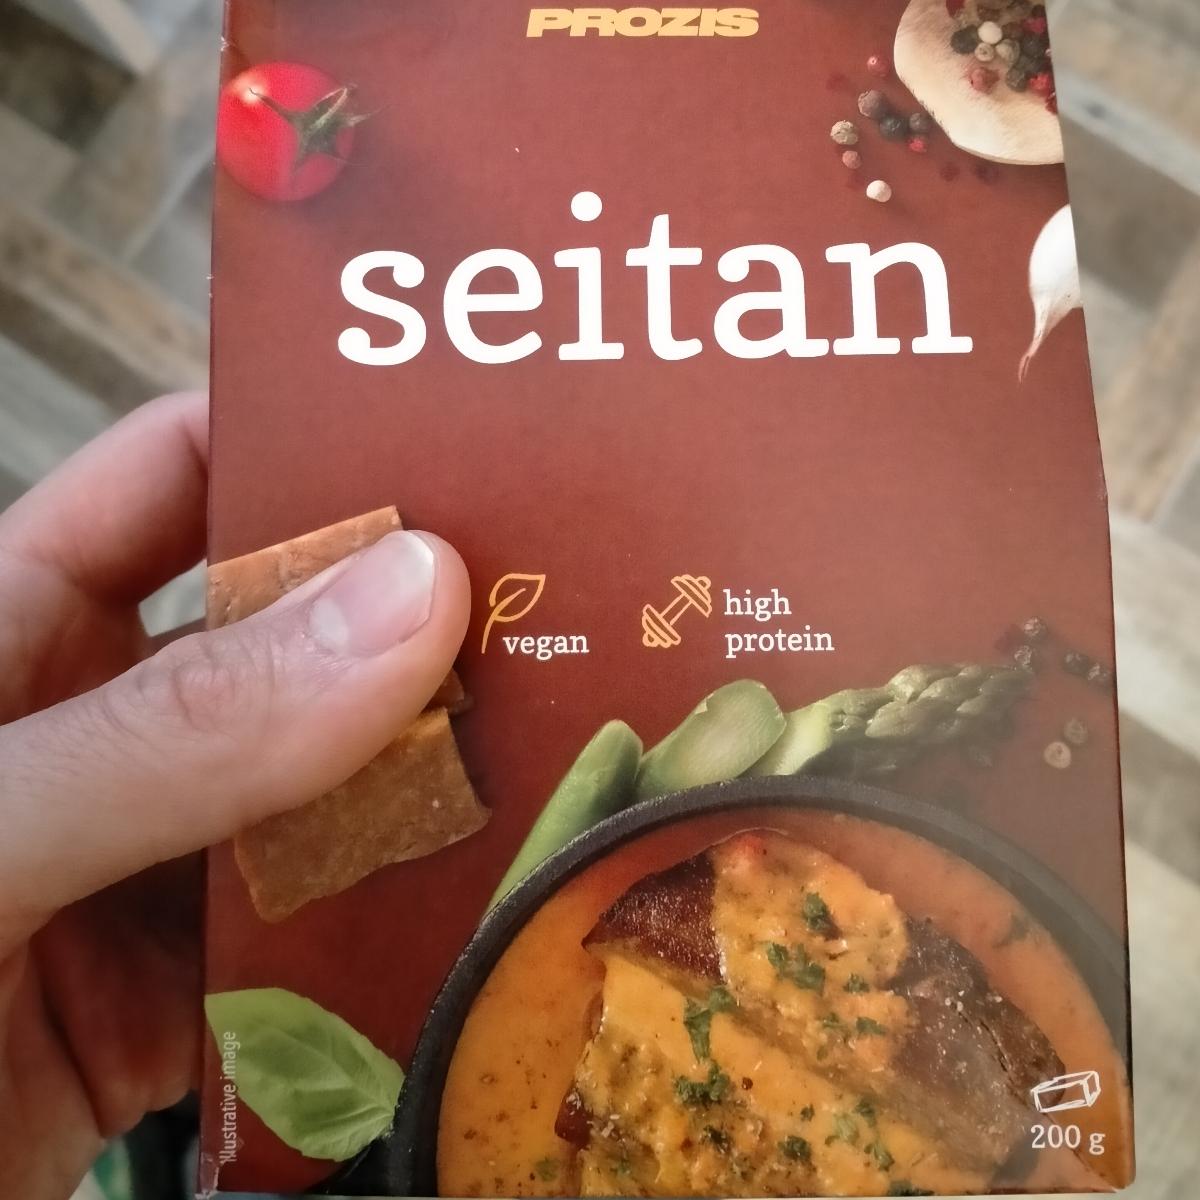 PROZIS
seitan
vegan
high
protein
Illustrative image
200 g